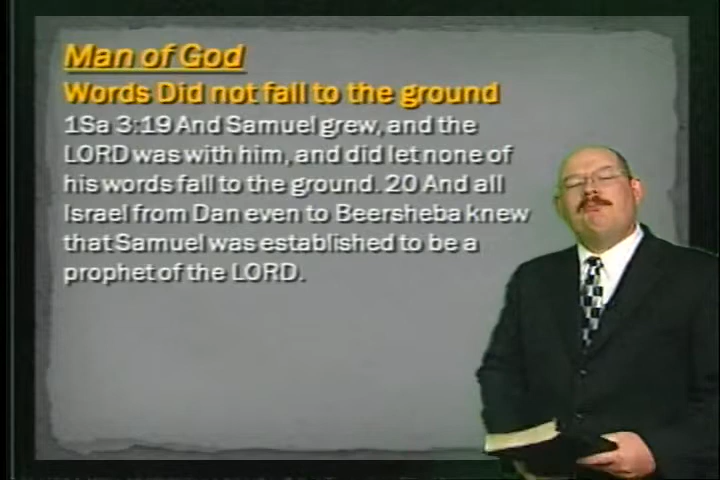 Man of God
Words Did not fall to the ground
1Sa 3:19 And Samuel grew, and the
LORD was with him, and did let none of
his words fall to the ground. 20 And all
Israel from Dan even to Beersheba knew
that Samuel was established to be a
prophet of the LORD.